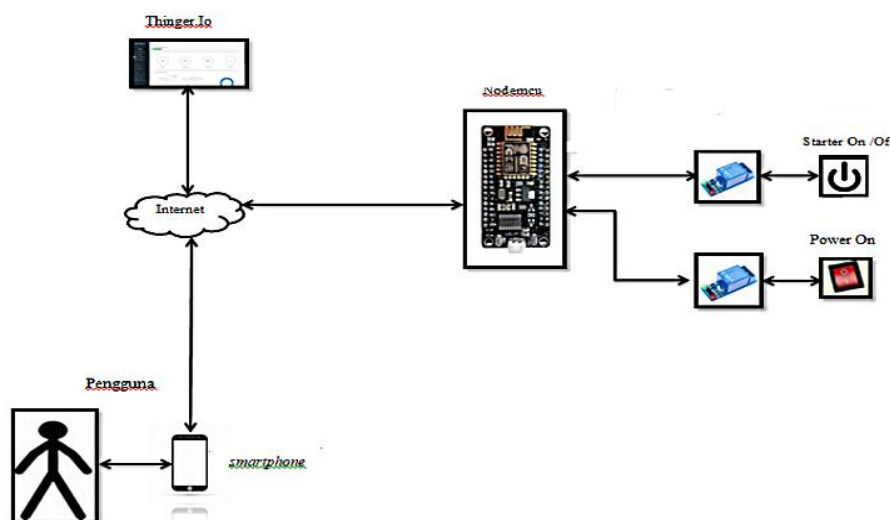 Thinger.Io
Nodemcu
Starter On /Of
Internet
Power On
Pengguna
smartphone